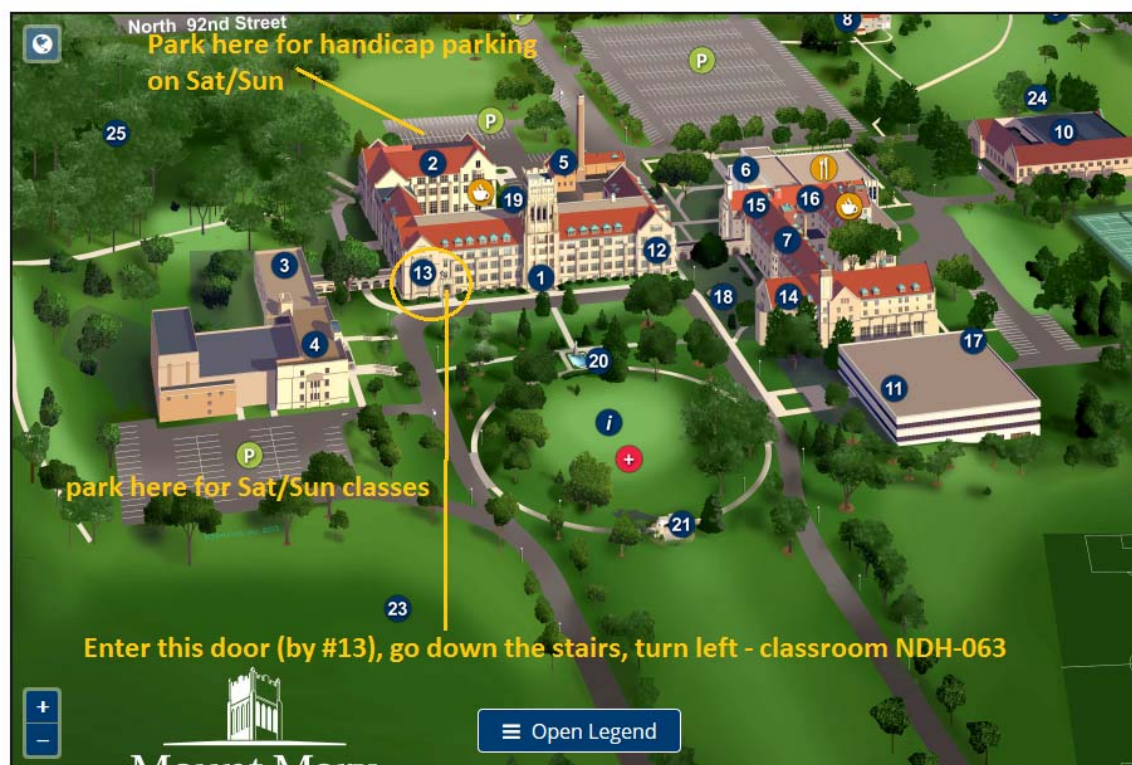 North 92nd Street
Park here for handicap parking
on Sat/Sun
P
P
P
8
24
10
25
2
5
6
19
15
16
7
3
13
1
12
18
14
4
20
17
11
i
P
+
park here for Sat/Sun classes
21
23
Enter this door (by #13), go down the stairs, turn left - classroom NDH-063
+
−
≡ Open Legend
Mount Mary